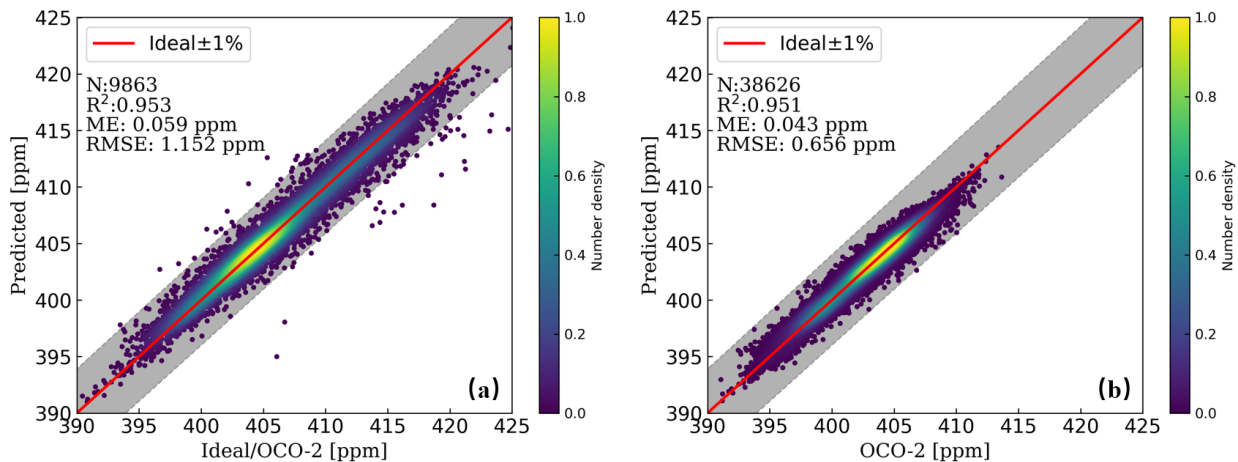 Ideal±1%
N:9863
R²:0.953
ME: 0.059 ppm
RMSE: 1.152 ppm
(a)
425
420
415
410
405
400
395
390
Predicted [ppm]
390 395 400 405 410 415 420 425
Ideal/OCO-2 [ppm]
1.0
0.8
0.6
0.4
0.2
0.0
Number density
Ideal±1%
N:38626
R²:0.951
ME: 0.043 ppm
RMSE: 0.656 ppm
(b)
425
420
415
410
405
400
395
390
Predicted [ppm]
390 395 400 405 410 415 420 425
OCO-2 [ppm]
1.0
0.8
0.6
0.4
0.2
0.0
Number density